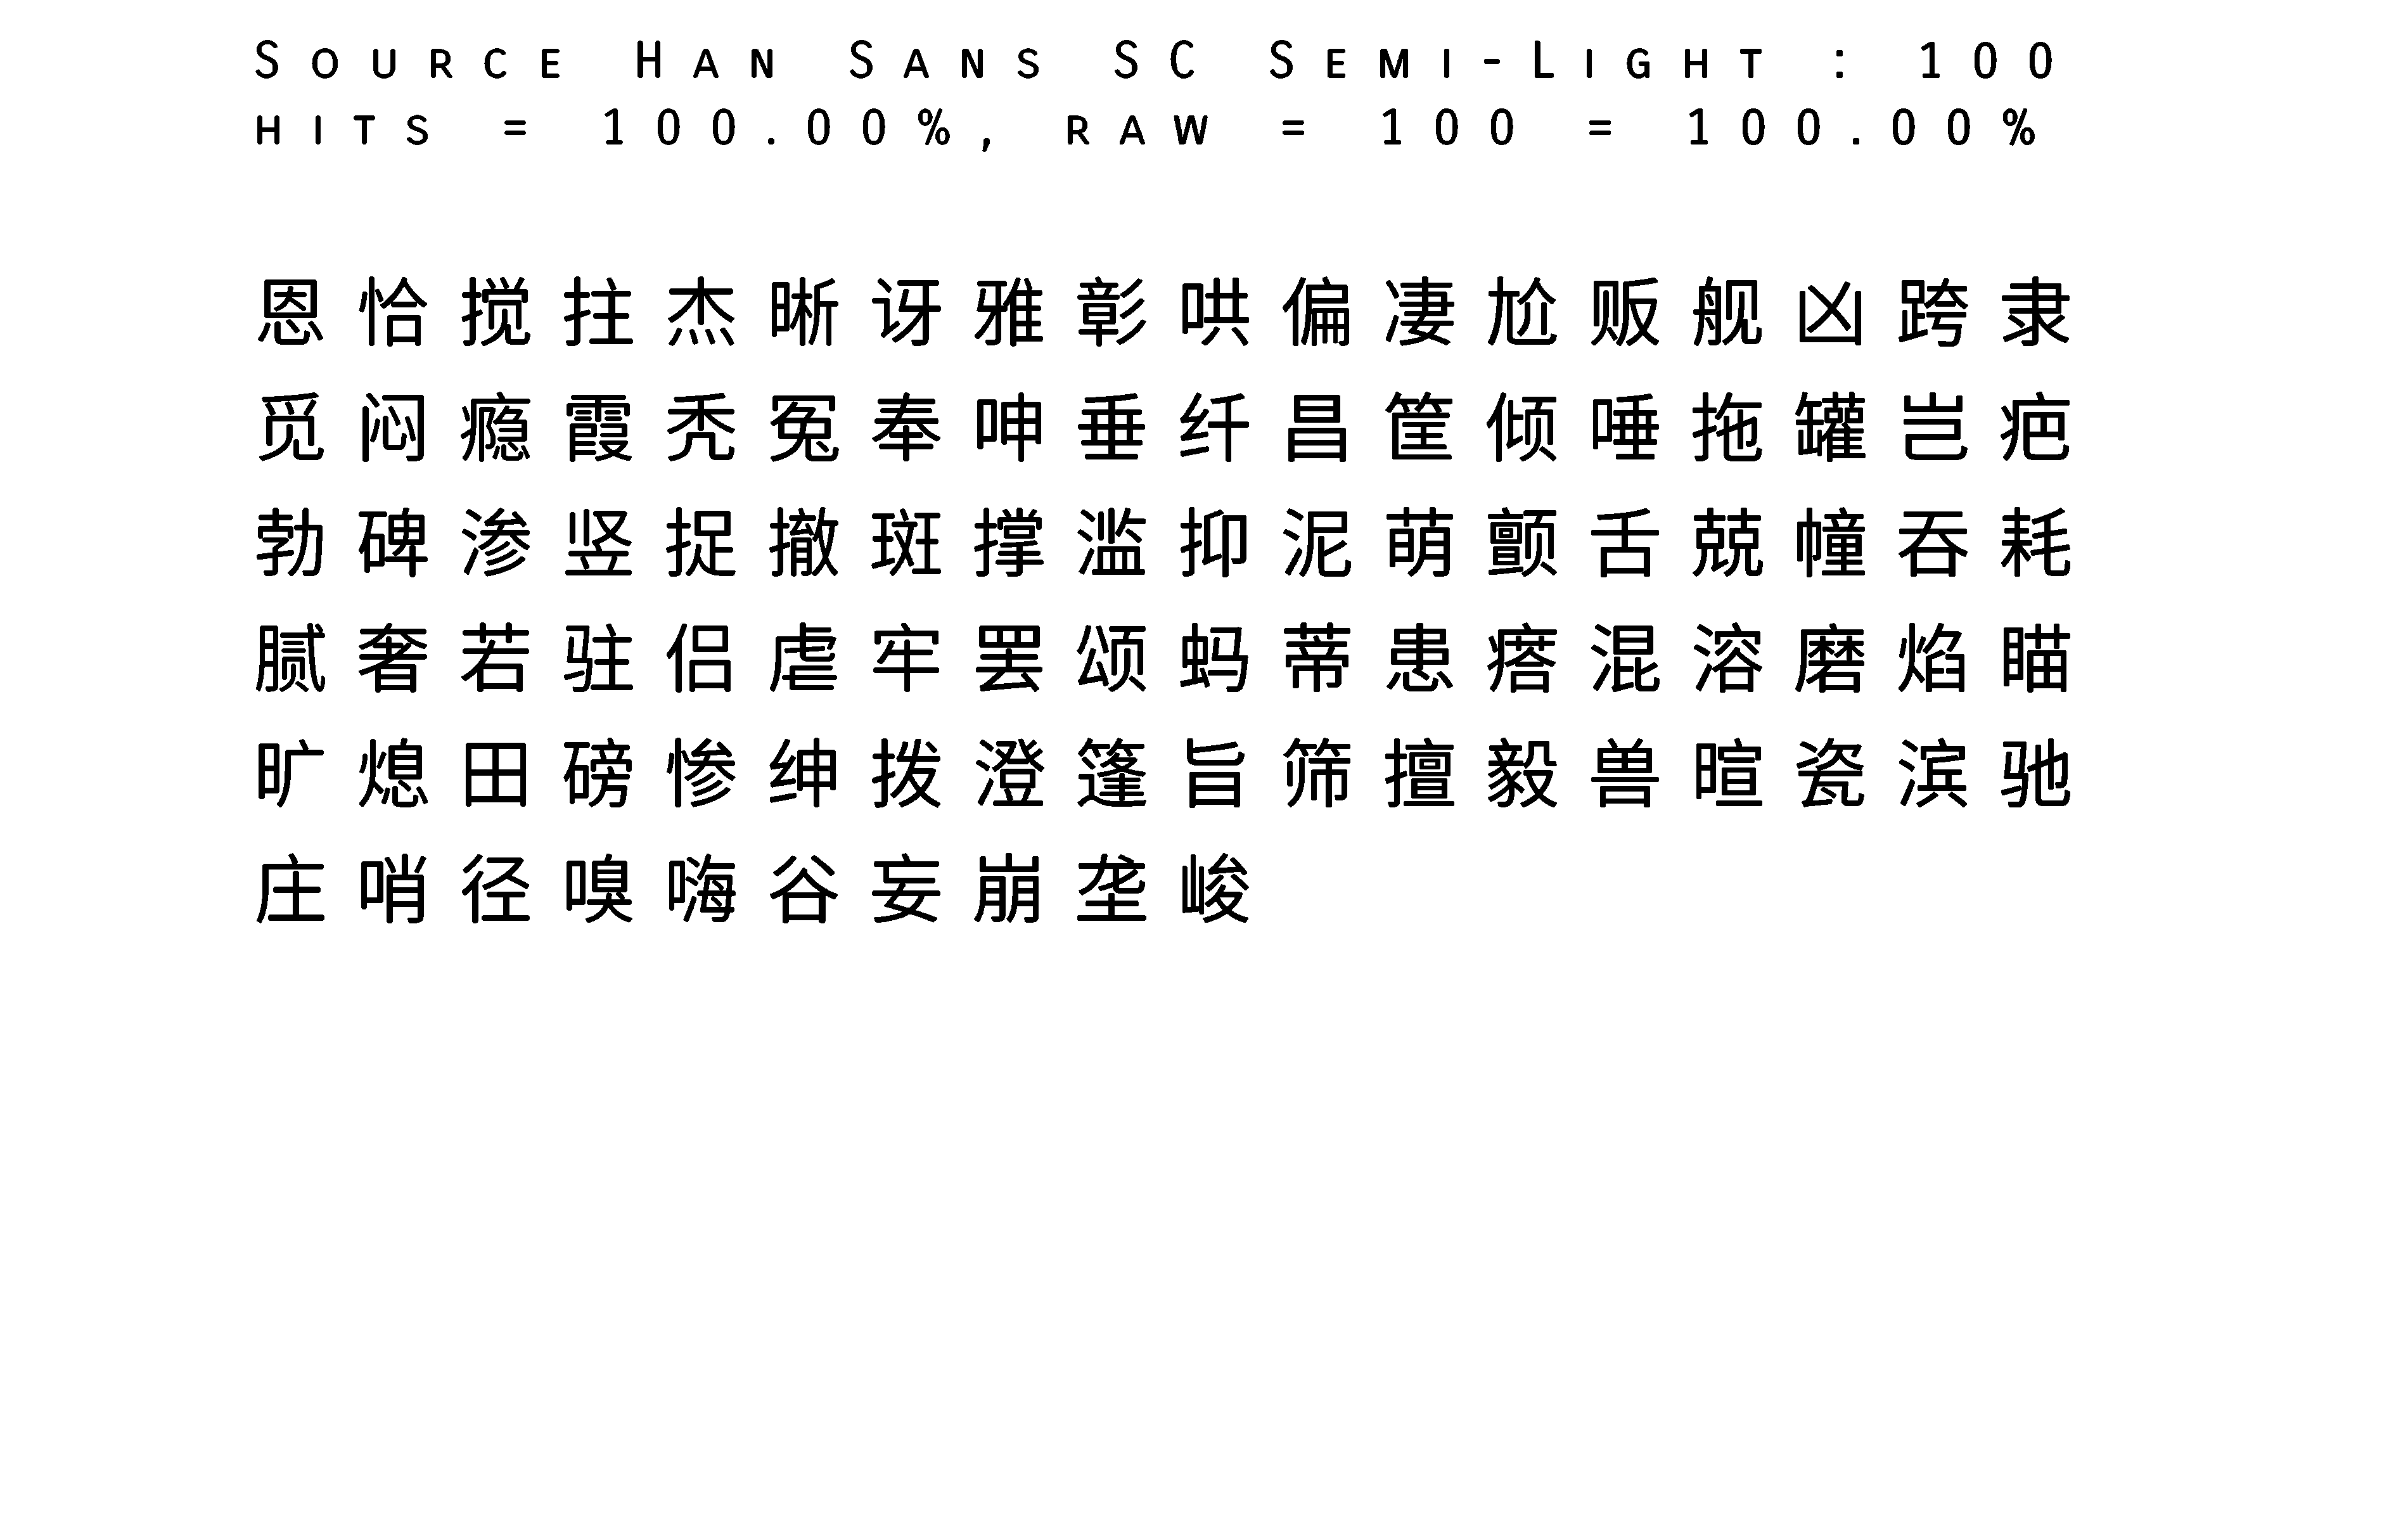 Source Han Sans SC Semi-Light : 100
hits = 100.00%, raw = 100 = 100.00%
恩恰搅拄杰晰讶雅彰哄偏凄尬贩舰凶跨隶
觅闷瘾霞秃冤奉呻垂纤昌筐倾唾拖罐岂疤
勃碑渗竖捉撤斑撑滥抑泥萌颤舌兢幢吞耗
腻奢若驻侣虐牢罢颂蚂蒂患瘩混溶磨焰瞄
旷熄田磅惨绅拨澄篷旨筛擅毅兽暄瓷滨驰
庄哨径嗅嗨谷妄崩垄峻